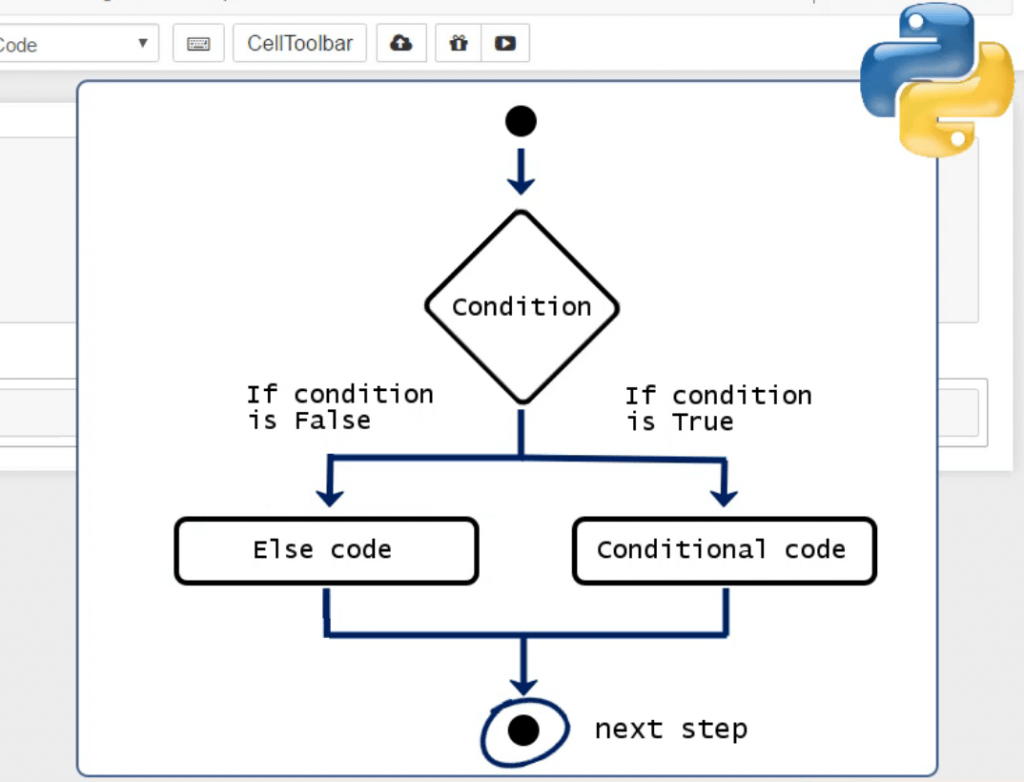 Code
CellToolbar
Condition
If condition
is False
If condition
is True
Else code
Conditional code
next step